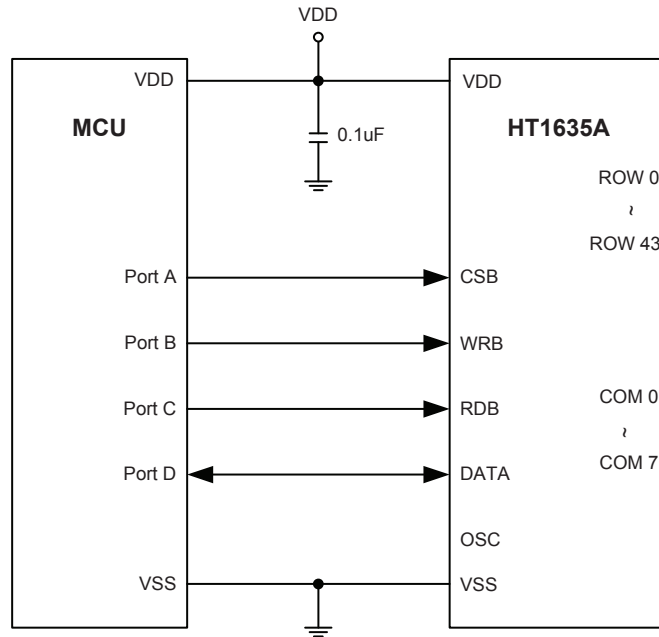 VDD
VDD
VDD
MCU
HT1635A
0.1uF
ROW 0
~
ROW 43
Port A
CSB
Port B
WRB
Port C
RDB
COM 0
~
COM 7
Port D
DATA
OSC
VSS
VSS